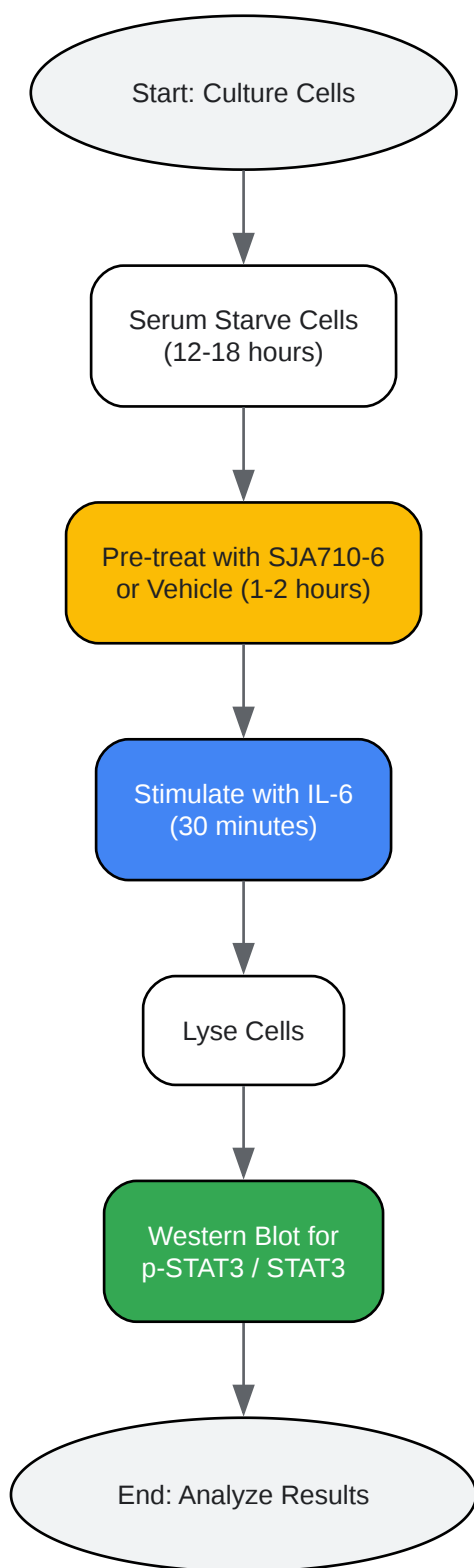 Start: Culture Cells
Serum Starve Cells
(12-18 hours)
Pre-treat with SJA710-6
or Vehicle (1-2 hours)
Stimulate with IL-6
(30 minutes)
Lyse Cells
Western Blot for
p-STAT3 / STAT3
End: Analyze Results